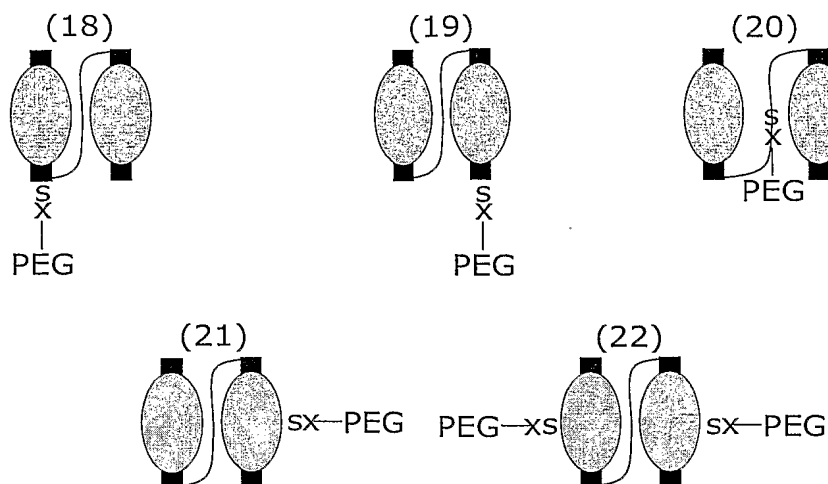 (18)
(19)
(20)
S
X
PEG
S
X
PEG
S
X
PEG
(21)
(22)
SX—PEG
PEG—XS
SX—PEG